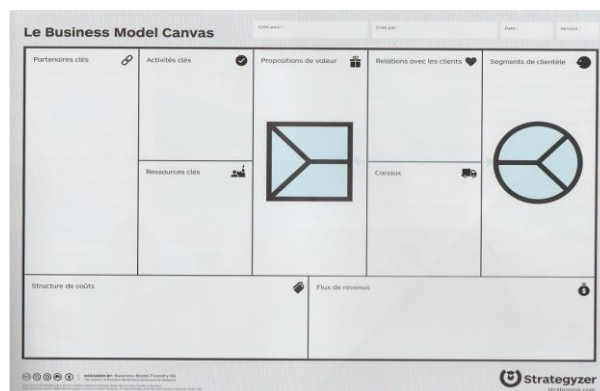 Le Business Model Canvas
Créé pour :
Créé par :
Date :
Version :
Partenaires clés
Activités clés
Propositions de valeur
Relations avec les clients
Segments de clientèle
Ressources clés
Canaux
Structure de coûts
Flux de revenus
DESIGNED BY: Business Model Foundry AG
Strategyzer
strategyzer.com